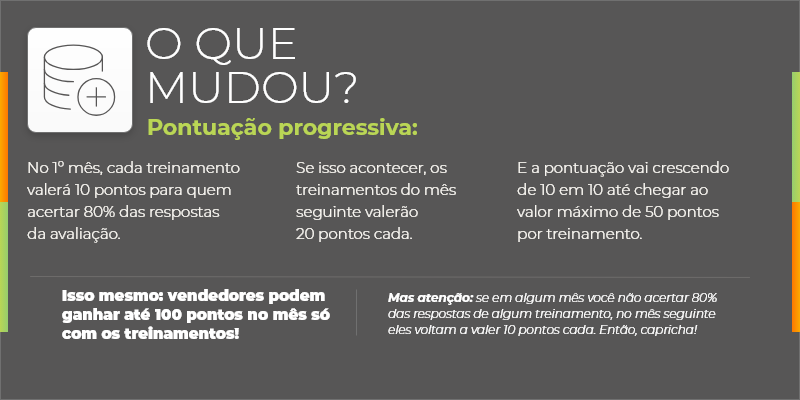 O QUE
MUDOU?
Pontuação progressiva:
No 1º mês, cada treinamento
valerá 10 pontos para quem
acertar 80% das respostas
da avaliação.
Se isso acontecer, os
treinamentos do mês
seguinte valerão
20 pontos cada.
E a pontuação vai crescendo
de 10 em 10 até chegar ao
valor máximo de 50 pontos
por treinamento.
Isso mesmo: vendedores podem
ganhar até 100 pontos no mês só
com os treinamentos!
Mas atenção: se em algum mês você não acertar 80%
das respostas de algum treinamento, no mês seguinte
eles voltam a valer 10 pontos cada. Então, capricha!